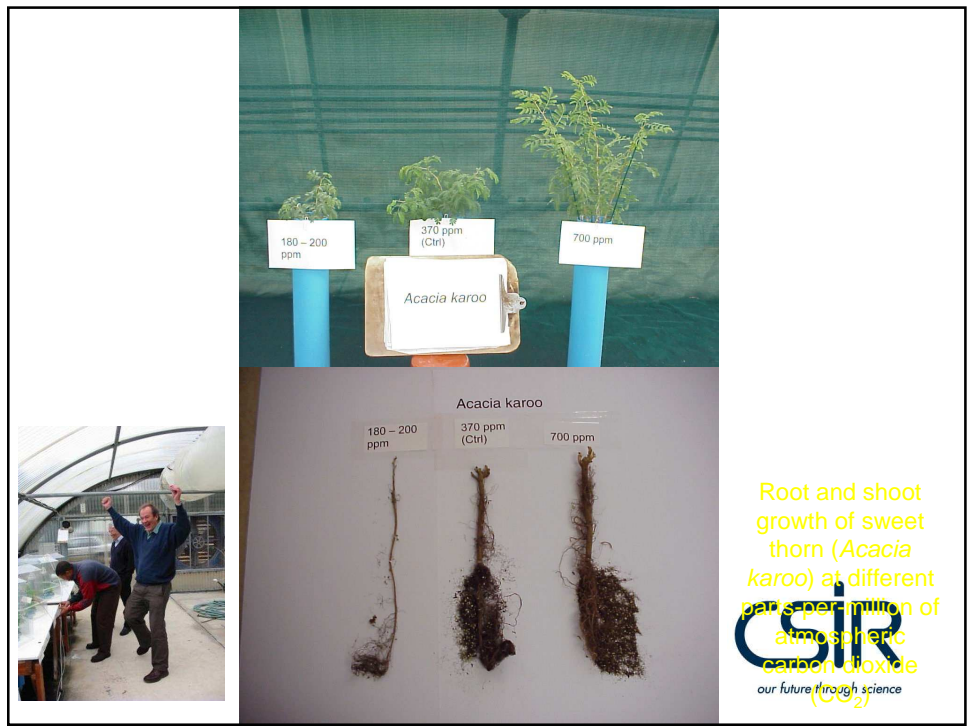 180 – 200
ppm
370 ppm
(Ctrl)
700 ppm
Acacia karoo
Acacia karoo
180 – 200
ppm
370 ppm
(Ctrl)
700 ppm
Root and shoot
growth of sweet
thorn (Acacia
karoo) at different
parts-per-million of
atmospheric
carbon dioxide
(CO₂)
CSIR
our future through science